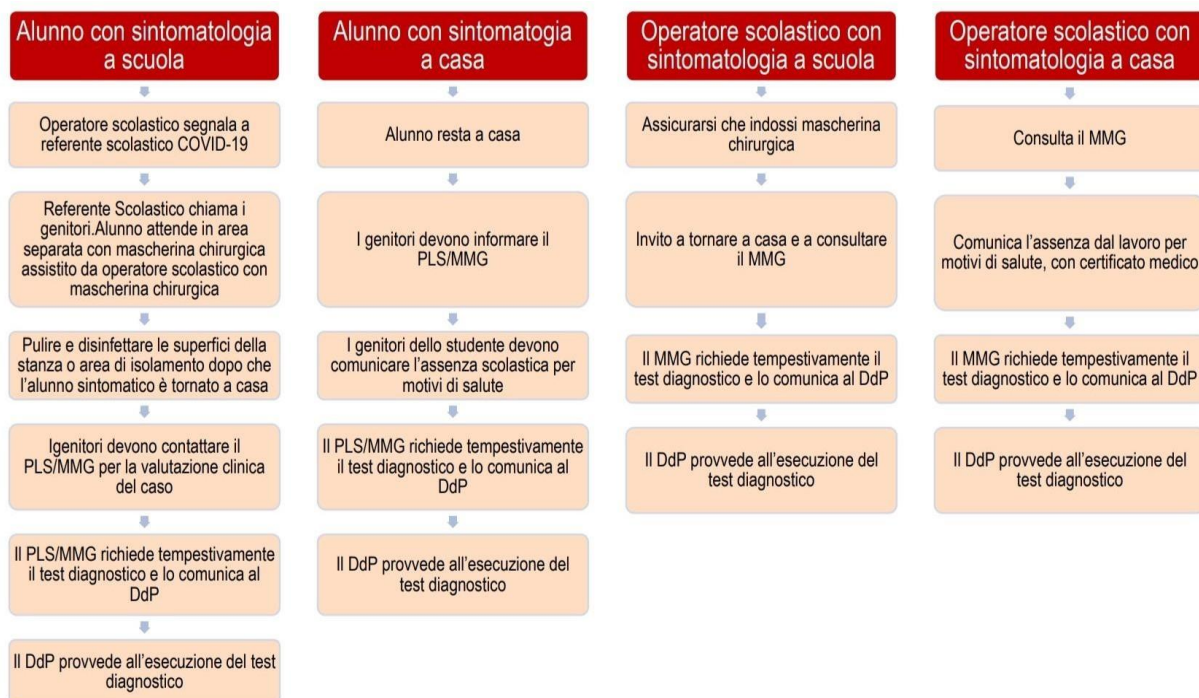 Alunno con sintomatologia
a scuola
Operatore scolastico segnala a
referente scolastico COVID-19
Referente Scolastico chiama i
genitori.Alunno attende in area
separata con mascherina chirurgica
assistito da operatore scolastico con
mascherina chirurgica
Pulire e disinfettare le superfici della
stanza o area di isolamento dopo che
l'alunno sintomatico è tornato a casa
Igenitori devono contattare il
PLS/MMG per la valutazione clinica
del caso
Il PLS/MMG richiede tempestivamente
il test diagnostico e lo comunica al
DdP
Il DdP provvede all'esecuzione del test
diagnostico
Alunno con sintomatogia
a casa
Alunno resta a casa
I genitori devono informare il
PLS/MMG
I genitori dello studente devono
comunicare l'assenza scolastica per
motivi di salute
Il PLS/MMG richiede tempestivamente
il test diagnostico e lo comunica al
DdP
Il DdP provvede all'esecuzione del
test diagnostico
Operatore scolastico con
sintomatologia a scuola
Assicurarsi che indossi mascherina
chirurgica
Invito a tornare a casa e a consultare
il MMG
Il MMG richiede tempestivamente il
test diagnostico e lo comunica al DdP
Il DdP provvede all'esecuzione del
test diagnostico
Operatore scolastico con
sintomatologia a casa
Consulta il MMG
Comunica l'assenza dal lavoro per
motivi di salute, con certificato medico
Il MMG richiede tempestivamente il
test diagnostico e lo comunica al DdP
Il DdP provvede all'esecuzione del
test diagnostico